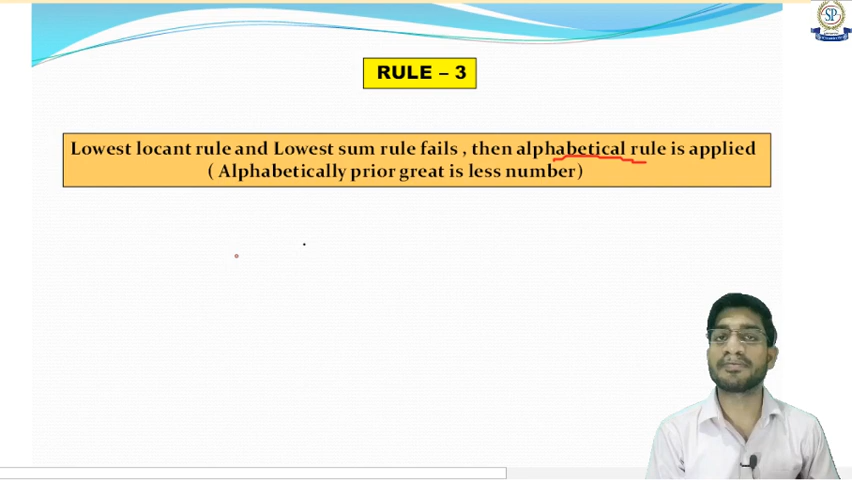 SP
RULE – 3
Lowest locant rule and Lowest sum rule fails , then alphabetical rule is applied
( Alphabetically prior great is less number)